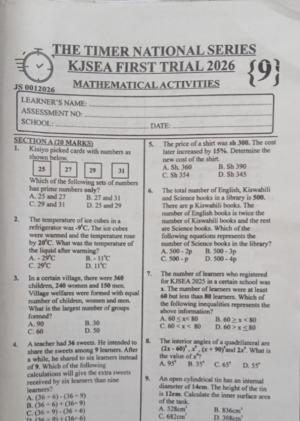 THE TIMER NATIONAL SERIES
KJSEA FIRST TRIAL 2026
{9}
JS 0012026
MATHEMATICAL ACTIVITIES
LEARNER'S NAME:
ASSESSMENT NO:
SCHOOL:
DATE:
SECTION A (20 MARKS)
1. Kisiyo picked cards with numbers as
shown below.
25 27 29 31
Which of the following sets of numbers
has prime numbers only?
A. 25 and 27 B. 27 and 31
C. 29 and 31 D. 25 and 29
2. The temperature of ice cubes in a
refrigerator was -9°C. The ice cubes
were warmed and the temperature rose
by 20°C. What was the temperature of
the liquid after warming?
A. - 29°C B. - 11°C
C. 29°C D. 11°C
3. In a certain village, there were 360
children, 240 women and 150 men.
Village welfares were formed with equal
number of children, women and men.
What is the largest number of groups
formed?
A. 90 B. 30
C. 60 D. 50
4. A teacher had 36 sweets. He intended to
share the sweets among 9 learners. After
a while, he shared to six learners instead
of 9. Which of the following
calculations will give the extra sweets
received by six learners than nine
learners?
A. (36 ÷ 6) - (36 ÷ 9)
B. (36 ÷ 6) + (36 ÷ 9)
5. The price of a shirt was sh 300. The cost
later increased by 15%. Determine the
new cost of the shirt.
A. Sh. 360 B. Sh 390
C. Sh 354 D. Sh 345
6. The total number of English, Kiswahili
and Science books in a library is 500.
There are p Kiswahili books. The
number of English books is twice the
number of Kiswahili books and the rest
are Science books. Which of the
following equations represents the
number of Science books in the library?
A. 500 - 2p B. 500 - 3p
C. 500 - p D. 500 - 4p
7. The number of learners who registered
for KJSEA 2025 in a certain school was
x. The number of learners were at least
60 but less than 80 learners. Which of
the following inequalities represents the
above information?
A. 60 ≤ x< 80 B. 60 ≥ x <80
C. 60 < x < 80 D. 60 > x ≤ 80
8. The interior angles of a quadrilateral are
(2x - 60)°, x°, (x + 90)°and 2x°. What is
the value of x°?
A. 95° B. 35° C. 65° D. 55°
9. An open cylindrical tin has an internal
diameter of 14cm. The height of the tin
is 12cm. Calculate the inner surface area
of the tank.
A. 528cm² B. 836cm²
C. 682cm² D. 308cm²